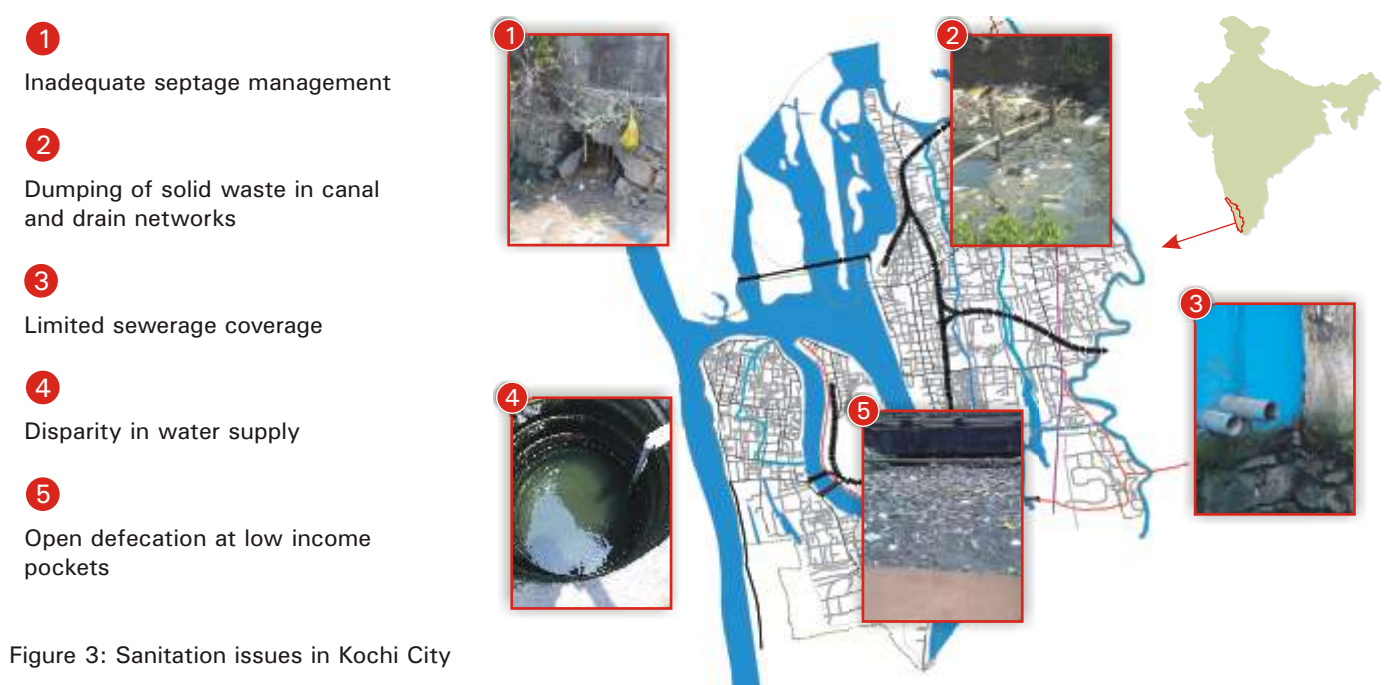 1
Inadequate septage management
2
Dumping of solid waste in canal
and drain networks
3
Limited sewerage coverage
4
Disparity in water supply
5
Open defecation at low income
pockets
Figure 3: Sanitation issues in Kochi City
1
2
3
4
5